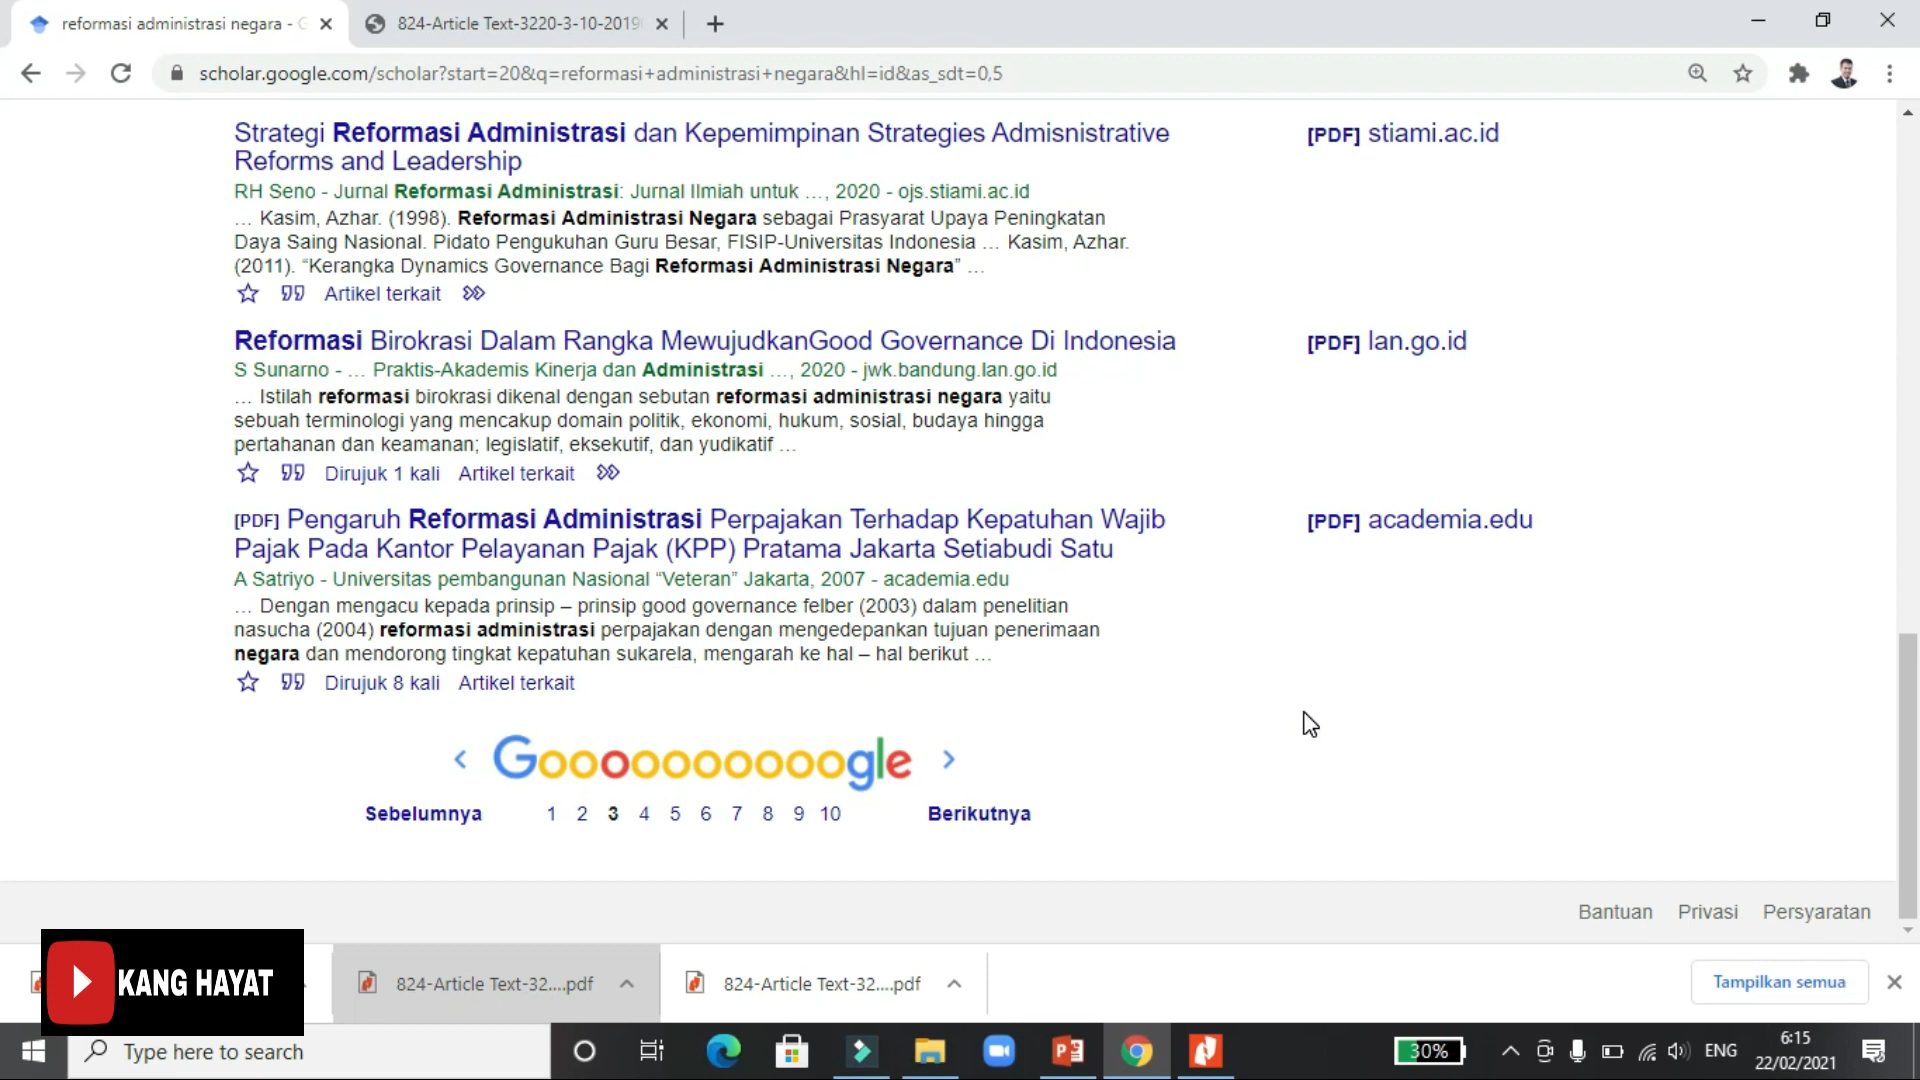 reformasi administrasi negara - G
824-Article Text-3220-3-10-2019
scholar.google.com/scholar?start=20&q=reformasi+administrasi+negara&hl=id&as_sdt=0,5
Strategi Reformasi Administrasi dan Kepemimpinan Strategies Admisnistrative
Reforms and Leadership
[PDF] stiami.ac.id
RH Seno - Jurnal Reformasi Administrasi: Jurnal Ilmiah untuk …, 2020 - ojs.stiami.ac.id
… Kasim, Azhar. (1998). Reformasi Administrasi Negara sebagai Prasyarat Upaya Peningkatan
Daya Saing Nasional. Pidato Pengukuhan Guru Besar, FISIP-Universitas Indonesia … Kasim, Azhar.
(2011). “Kerangka Dynamics Governance Bagi Reformasi Administrasi Negara” …
Artikel terkait
Reformasi Birokrasi Dalam Rangka MewujudkanGood Governance Di Indonesia
[PDF] lan.go.id
S Sunarno - … Praktis-Akademis Kinerja dan Administrasi …, 2020 - jwk.bandung.lan.go.id
… Istilah reformasi birokrasi dikenal dengan sebutan reformasi administrasi negara yaitu
sebuah terminologi yang mencakup domain politik, ekonomi, hukum, sosial, budaya hingga
pertahanan dan keamanan; legislatif, eksekutif, dan yudikatif …
Dirujuk 1 kali Artikel terkait
[PDF] Pengaruh Reformasi Administrasi Perpajakan Terhadap Kepatuhan Wajib
Pajak Pada Kantor Pelayanan Pajak (KPP) Pratama Jakarta Setiabudi Satu
[PDF] academia.edu
A Satriyo - Universitas pembangunan Nasional “Veteran” Jakarta, 2007 - academia.edu
… Dengan mengacu kepada prinsip – prinsip good governance felber (2003) dalam penelitian
nasucha (2004) reformasi administrasi perpajakan dengan mengedepankan tujuan penerimaan
negara dan mendorong tingkat kepatuhan sukarela, mengarah ke hal – hal berikut …
Dirujuk 8 kali Artikel terkait
Goooooooooogle
Sebelumnya 1 2 3 4 5 6 7 8 9 10 Berikutnya
Bantuan Privasi Persyaratan
KANG HAYAT
824-Article Text-32....pdf
824-Article Text-32....pdf
Tampilkan semua
Type here to search
30%
ENG
6:15
22/02/2021